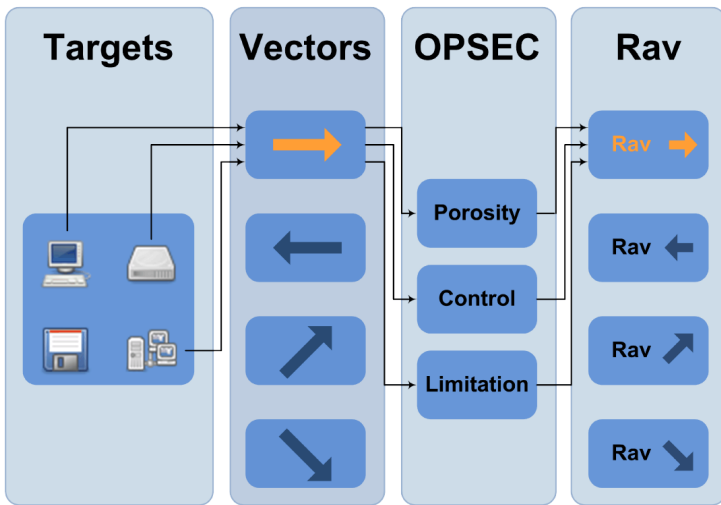 Targets
Vectors
OPSEC
Rav
Porosity
Control
Limitation
Rav
Rav
Rav
Rav